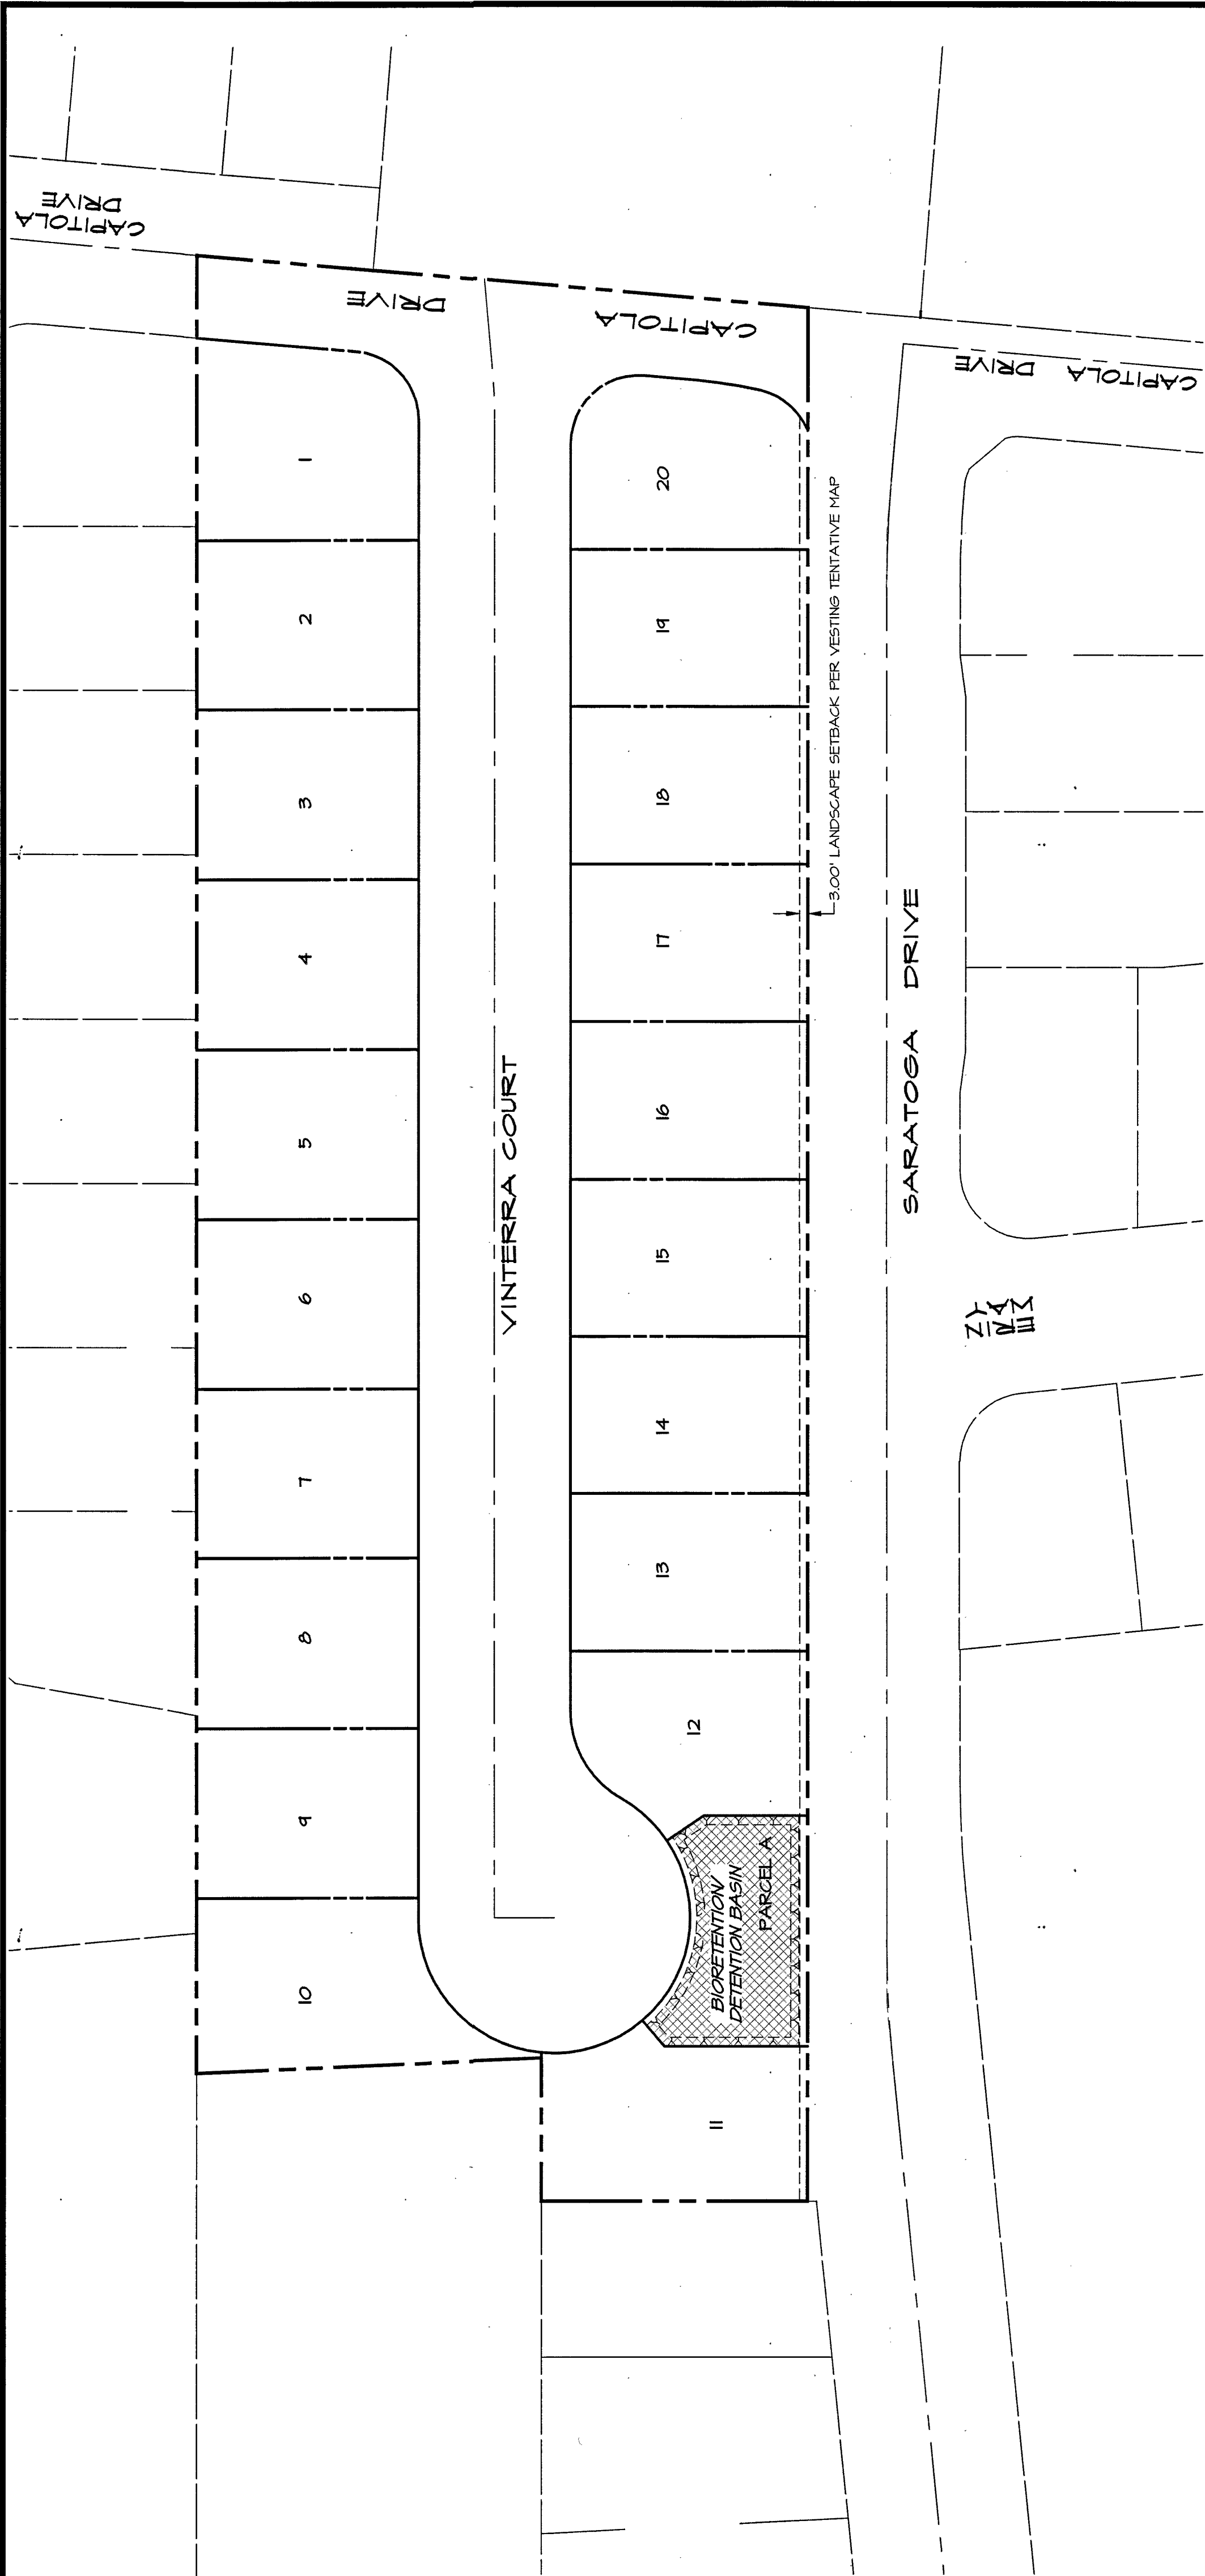 CAPITOLA
DRIVE
DRIVE
CAPITOLA
CAPITOLA DRIVE
1
2
3
4
5
6
7
8
9
10
VINTERRA COURT
20
19
18
17
16
15
14
13
12
11
BIORETENTION/
DETENTION BASIN
PARCEL A
3.00' LANDSCAPE SETBACK PER VESTING TENTATIVE MAP
SARATOGA DRIVE